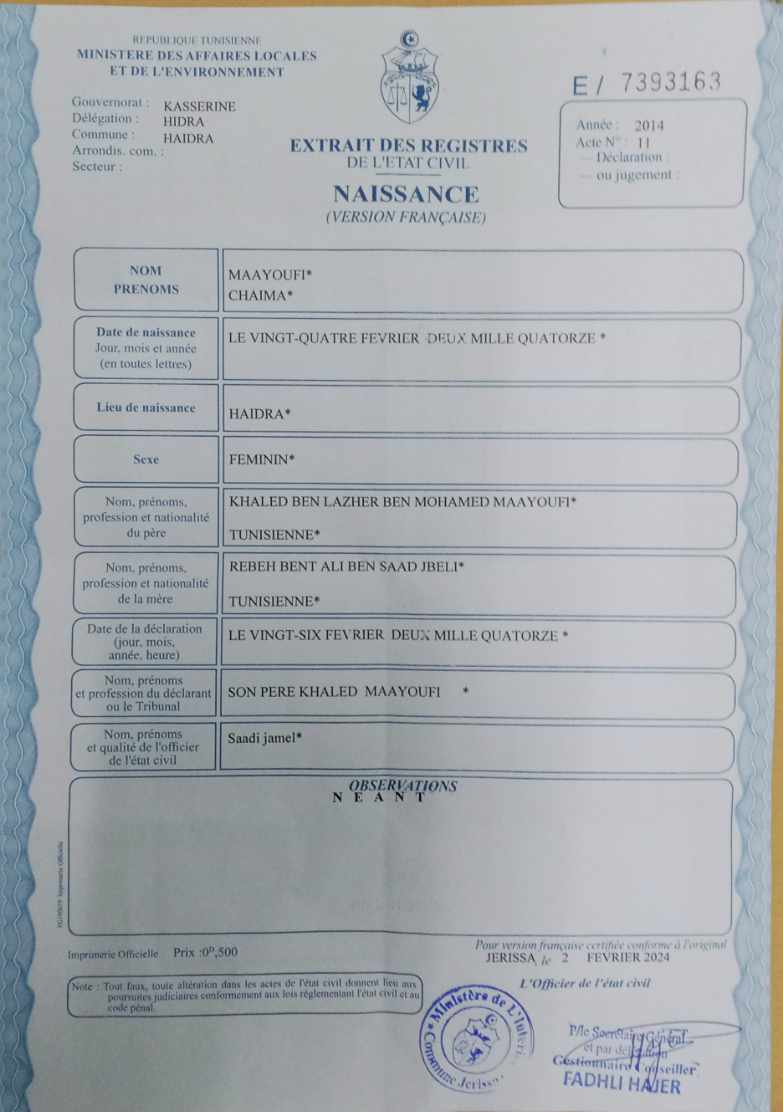 REPUBLIQUE TUNISIENNE
MINISTERE DES AFFAIRES LOCALES
ET DE L'ENVIRONNEMENT
Gouvernorat : KASSERINE
Délégation : HIDRA
Commune : HAIDRA
Arrondis. com. :
Secteur :
EXTRAIT DES REGISTRES
DE L'ETAT CIVIL
NAISSANCE
(VERSION FRANÇAISE)
E / 7393163
Année : 2014
Acte N° : 11
— Déclaration :
— ou jugement :
NOM
PRENOMS
MAAYOUFI*
CHAIMA*
Date de naissance
Jour, mois et année
(en toutes lettres)
LE VINGT-QUATRE FEVRIER DEUX MILLE QUATORZE *
Lieu de naissance
HAIDRA*
Sexe
FEMININ*
Nom, prénoms,
profession et nationalité
du père
KHALED BEN LAZHER BEN MOHAMED MAAYOUFI*
TUNISIENNE*
Nom, prénoms,
profession et nationalité
de la mère
REBEH BENT ALI BEN SAAD JBELI*
TUNISIENNE*
Date de la déclaration
(jour, mois,
année, heure)
LE VINGT-SIX FEVRIER DEUX MILLE QUATORZE *
Nom, prénoms
et profession du déclarant
ou le Tribunal
SON PERE KHALED MAAYOUFI *
Nom, prénoms
et qualité de l'officier
de l'état civil
Saadi jamel*
OBSERVATIONS
N E A N T
Imprimerie Officielle
Imprimerie Officielle Prix :0ᴰ,500
Pour version française certifiée conforme à l'original
JERISSA le 2 FEVRIER 2024
L'Officier de l'état civil
Note : Tout faux, toute altération dans les actes de l'état civil donnent lieu aux
poursuites judiciaires conformement aux lois règlementant l'état civil et au
code pénal.
Ministère de L'Interi
Commune Jerissa
P/le Secrétaire Général
et par délégation
Gestionnaire Conseiller
FADHLI HAJER